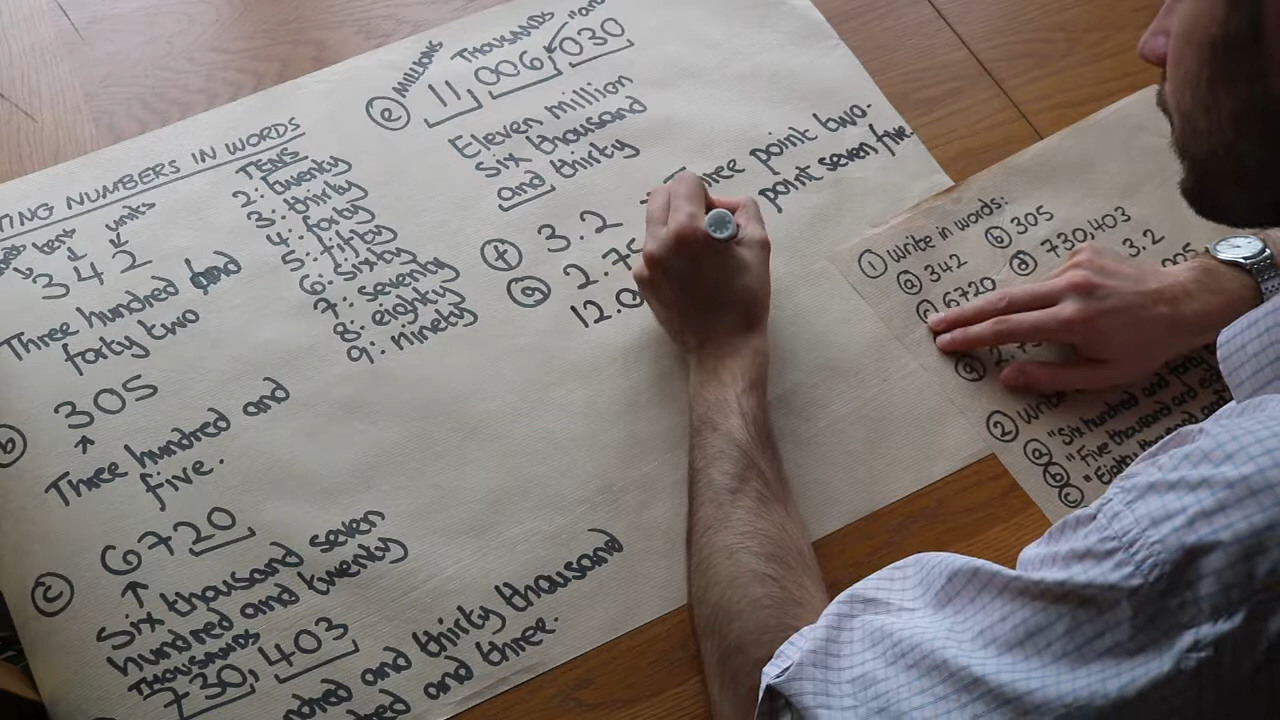 TING NUMBERS IN WORDS
tens units
342
Three hundred and
forty two
b 305
Three hundred and
five.
c 6720
Six thousand seven
hundred and twenty
THOUSANDS
730,403
and thirty thousand
and three.
TENS
2: twenty
3: thirty
4: forty
5: fifty
6: sixty
7: seventy
8: eighty
9: ninety
e MILLIONS THOUSANDS
11,006,030
Eleven million
six thousand
and thirty
f 3.2 Three point two.
g 2.75 point seven five.
12.0
1 Write in words:
a 342 b 305
c 6720 d 730,403
3.2
g
2 Write
a "Six hundred and forty
b "Five thousand and
c "Eighty